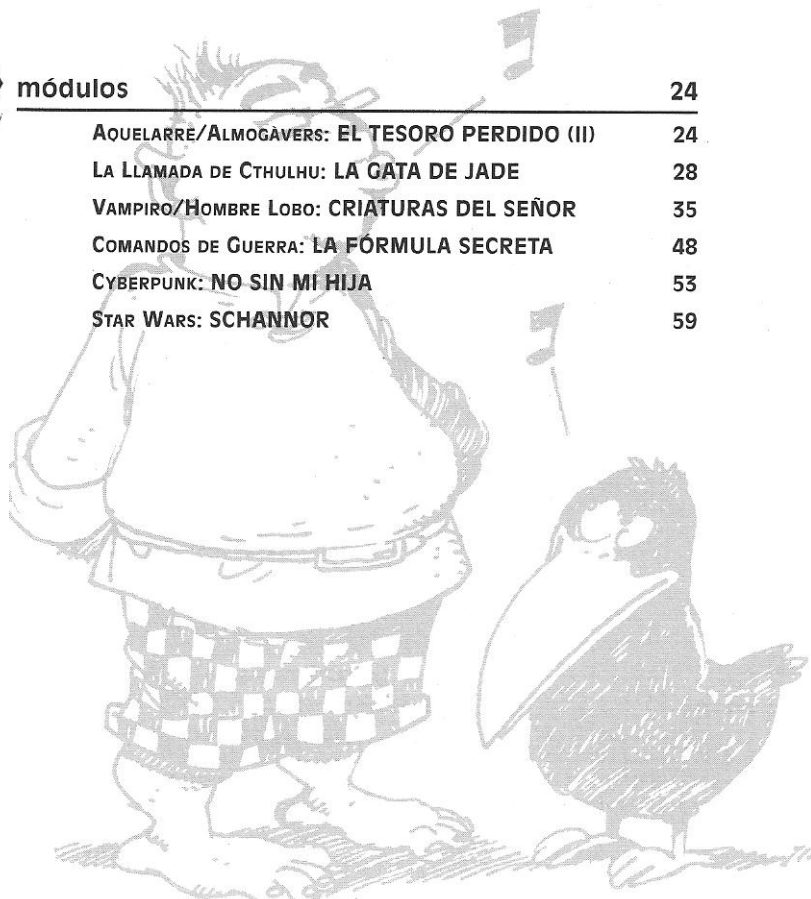 módulos 24
AQUELARRE/ALMOGÀVERS: EL TESORO PERDIDO (II) 24
LA LLAMADA DE CTHULHU: LA GATA DE JADE 28
VAMPIRO/HOMBRE LOBO: CRIATURAS DEL SEÑOR 35
COMANDOS DE GUERRA: LA FÓRMULA SECRETA 48
CYBERPUNK: NO SIN MI HIJA 53
STAR WARS: SCHANNOR 59